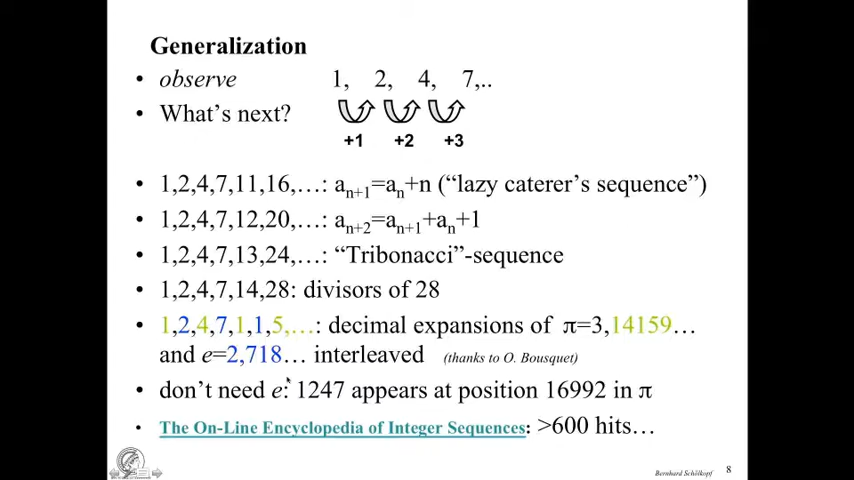 Generalization
• observe 1, 2, 4, 7,..
• What's next?
+1 +2 +3
• 1,2,4,7,11,16,…: aₙ₊₁=aₙ+n (“lazy caterer's sequence”)
• 1,2,4,7,12,20,…: aₙ₊₂=aₙ₊₁+aₙ+1
• 1,2,4,7,13,24,…: “Tribonacci”-sequence
• 1,2,4,7,14,28: divisors of 28
• 1,2,4,7,1,1,5,…: decimal expansions of π=3,14159…
and e=2,718… interleaved (thanks to O. Bousquet)
• don't need e: 1247 appears at position 16992 in π
• The On-Line Encyclopedia of Integer Sequences: >600 hits…
Bernhard Schölkopf 8